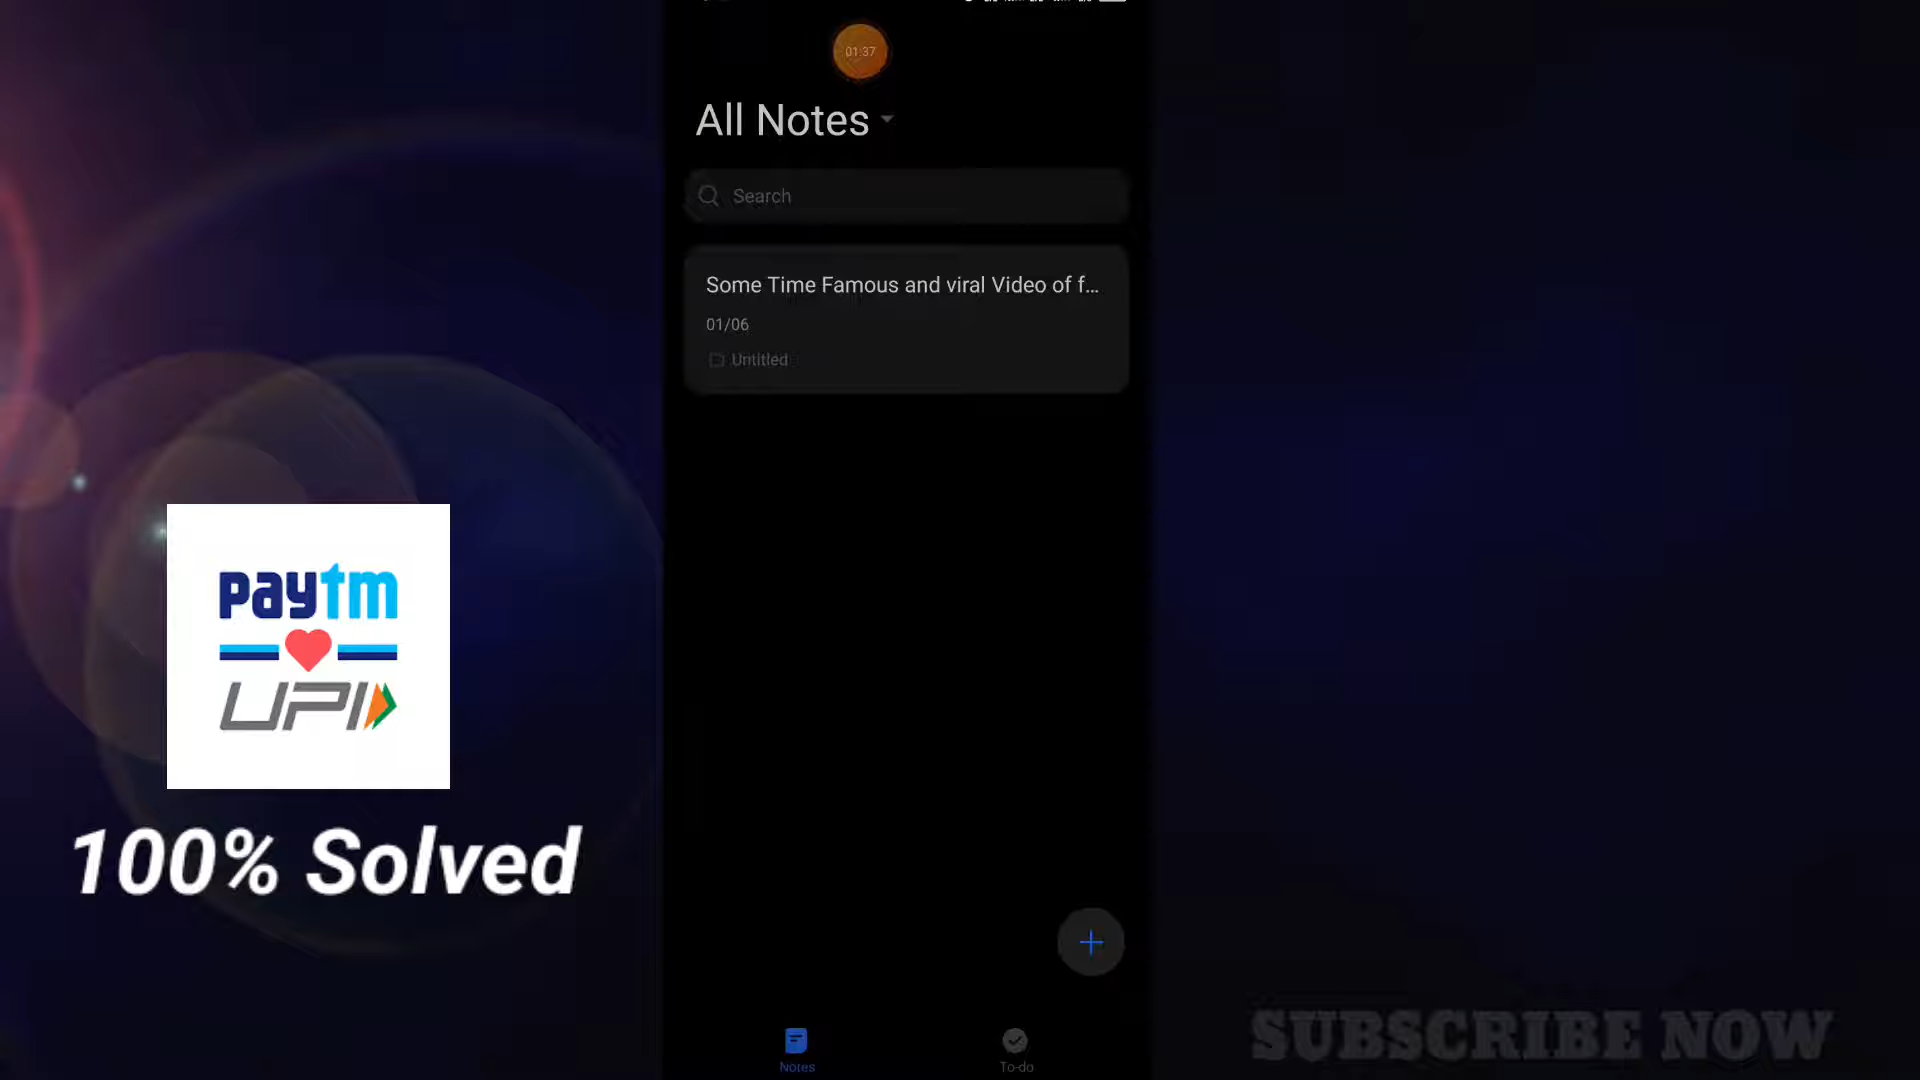 01:37
All Notes
Search
Some Time Famous and viral Video of f...
01/06
Untitled
paytm
UPI
100% Solved
Notes
To-do
SUBSCRIBE NOW